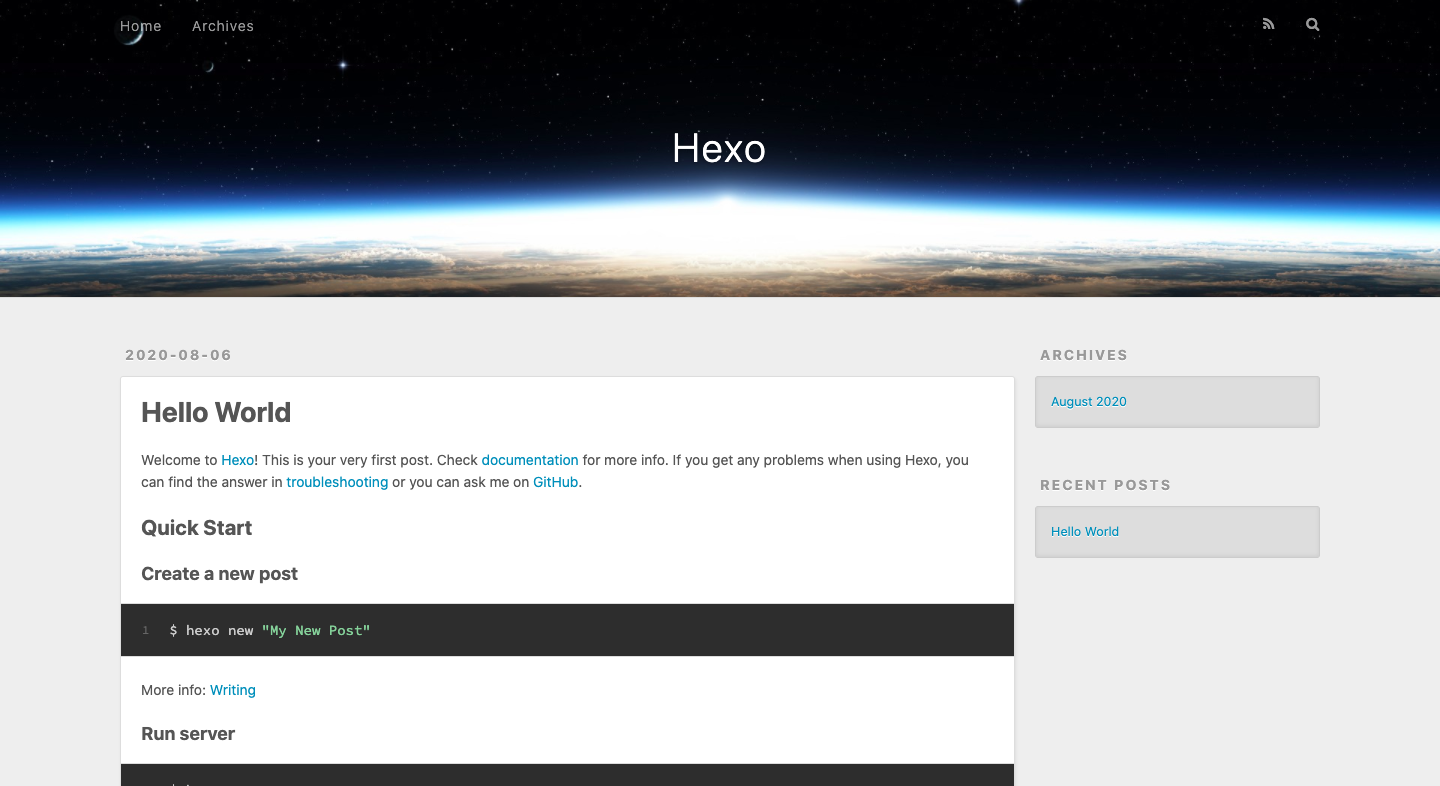 Home Archives
Hexo
2020-08-06
Hello World
Welcome to Hexo! This is your very first post. Check documentation for more info. If you get any problems when using Hexo, you
can find the answer in troubleshooting or you can ask me on GitHub.
Quick Start
Create a new post
1 $ hexo new "My New Post"
More info: Writing
Run server
ARCHIVES
August 2020
RECENT POSTS
Hello World